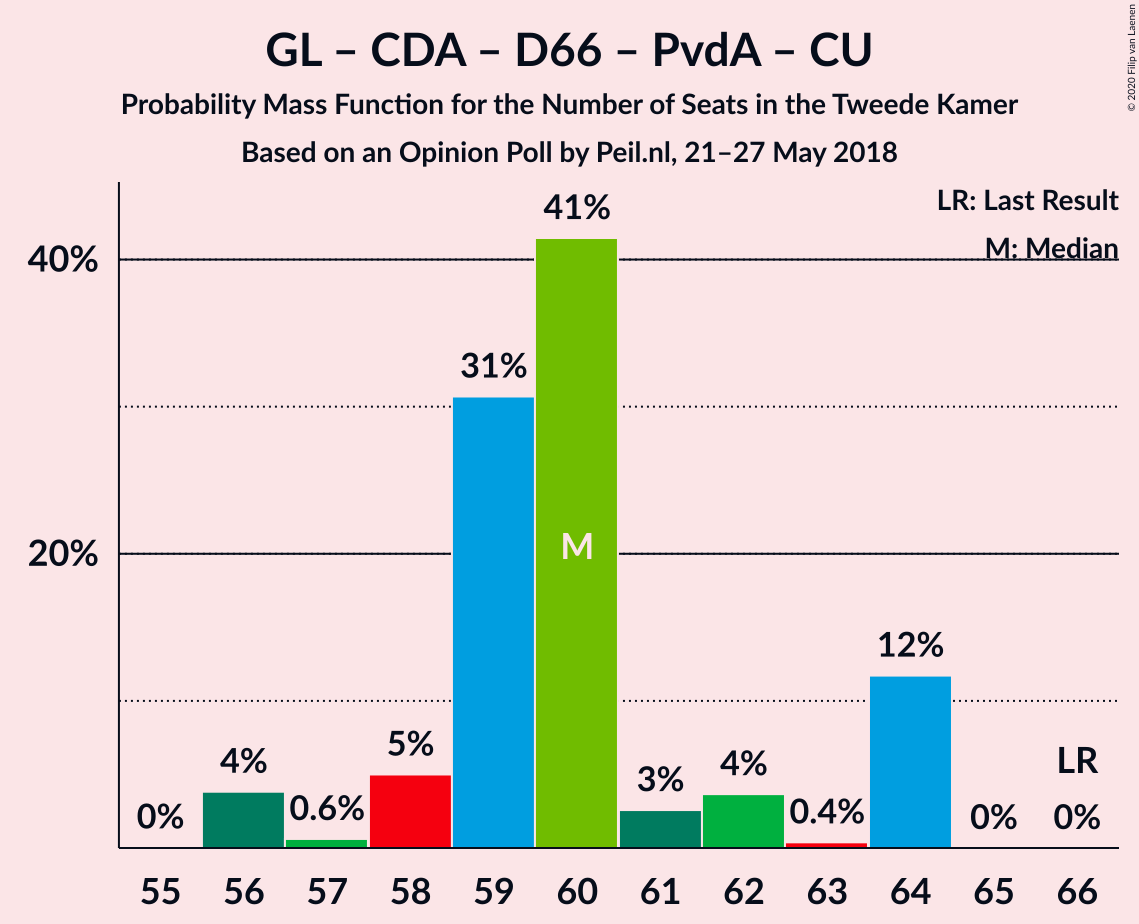 GL – CDA – D66 – PvdA – CU
Probability Mass Function for the Number of Seats in the Tweede Kamer
Based on an Opinion Poll by Peil.nl, 21–27 May 2018
© 2020 Filip van Laenen
LR: Last Result
M: Median
40%
20%
0%
4%
0.6%
5%
31%
41%
M
3%
4%
0.4%
12%
0%
LR
0%
55 56 57 58 59 60 61 62 63 64 65 66